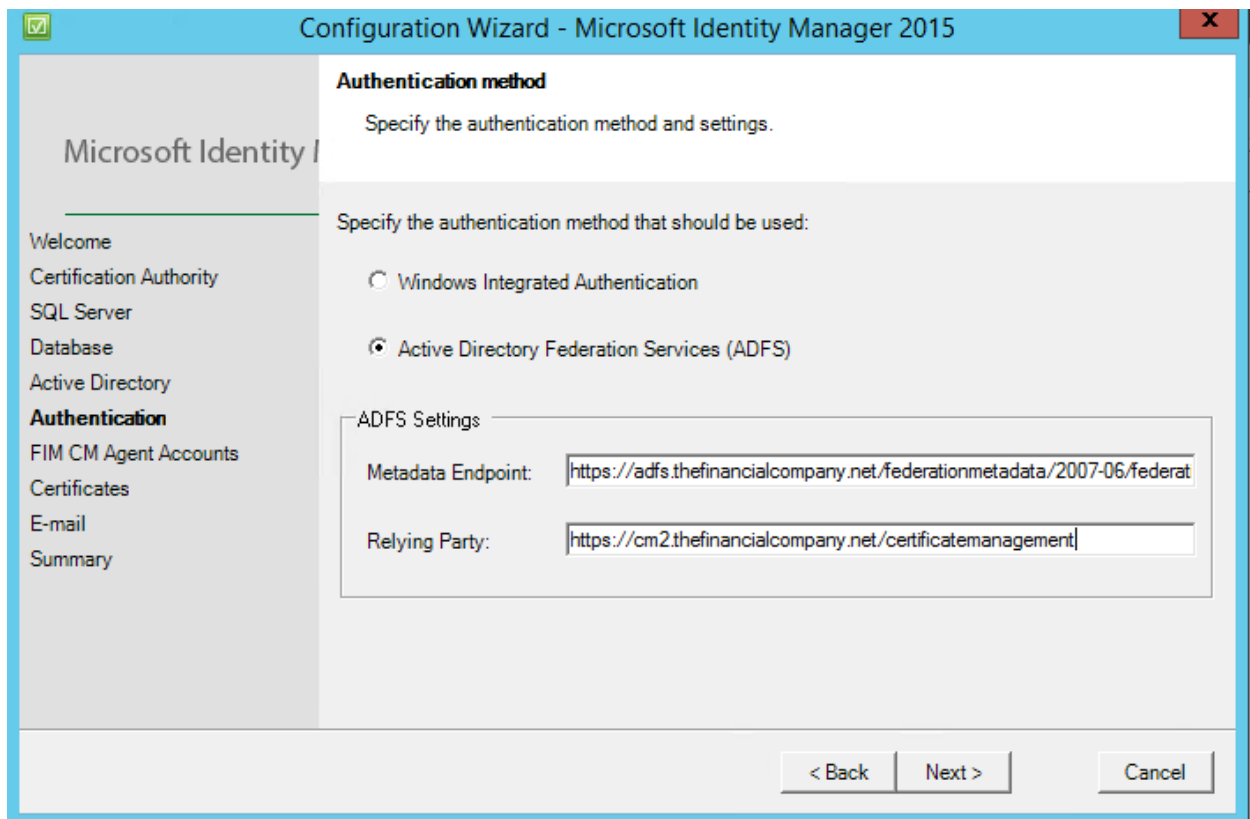 Configuration Wizard - Microsoft Identity Manager 2015
x
Authentication method
Specify the authentication method and settings.
Microsoft Identity
Welcome
Certification Authority
SQL Server
Database
Active Directory
Authentication
FIM CM Agent Accounts
Certificates
E-mail
Summary
Specify the authentication method that should be used:
Windows Integrated Authentication
Active Directory Federation Services (ADFS)
ADFS Settings
Metadata Endpoint:
https://adfs.thefinancialcompany.net/federationmetadata/2007-06/federat
Relying Party:
https://cm2.thefinancialcompany.net/certificatemanagement
< Back
Next >
Cancel